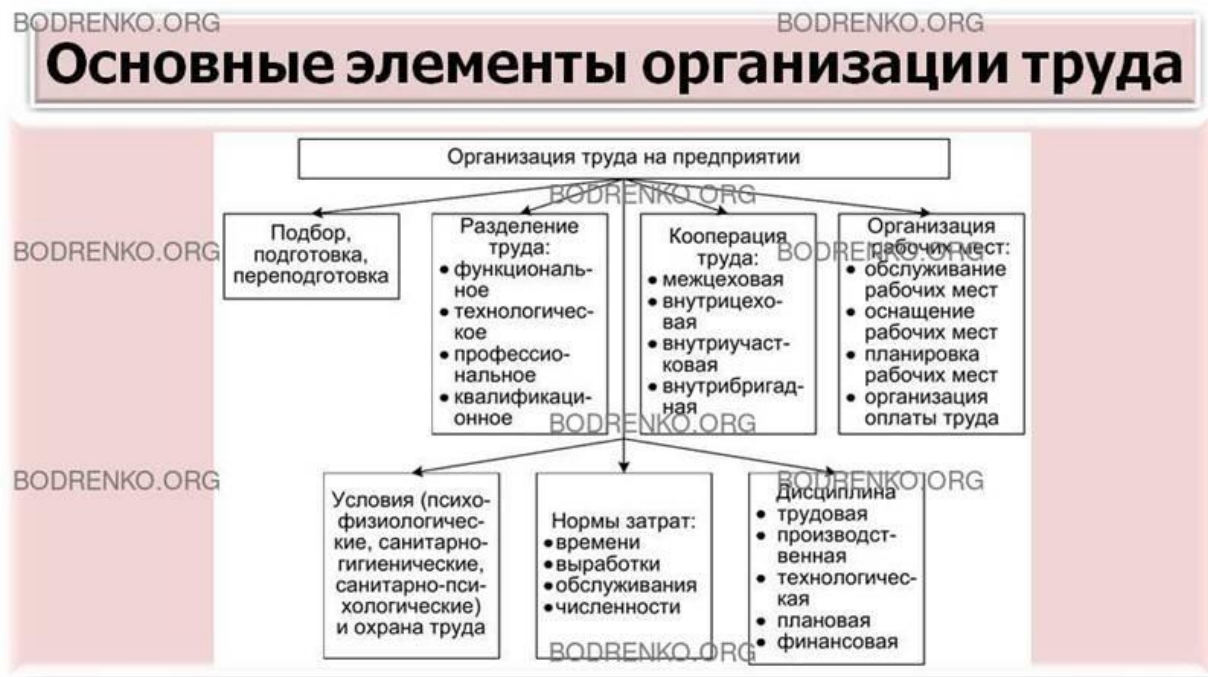 BODRENKO.ORG
BODRENKO.ORG
Основные элементы организации труда
Организация труда на предприятии
BODRENKO.ORG
BODRENKO.ORG
Подбор,
подготовка,
переподготовка
Разделение
труда:
• функциональ-
ное
• технологичес-
кое
• профессио-
нальное
• квалификаци-
онное
Кооперация
труда:
• межцеховая
• внутрицехо-
вая
• внутриучаст-
ковая
• внутрибригад-
ная
BODRENKO.ORG
Организация
рабочих мест:
• обслуживание
рабочих мест
• оснащение
рабочих мест
• планировка
рабочих мест
• организация
оплаты труда
BODRENKO.ORG
BODRENKO.ORG
Условия (психо-
физиологичес-
кие, санитарно-
гигиенические,
санитарно-пси-
хологические)
и охрана труда
Нормы затрат:
• времени
• выработки
• обслуживания
• численности
BODRENKO.ORG
Дисциплина
• трудовая
• производст-
венная
• технологичес-
кая
• плановая
• финансовая
BODRENKO.ORG